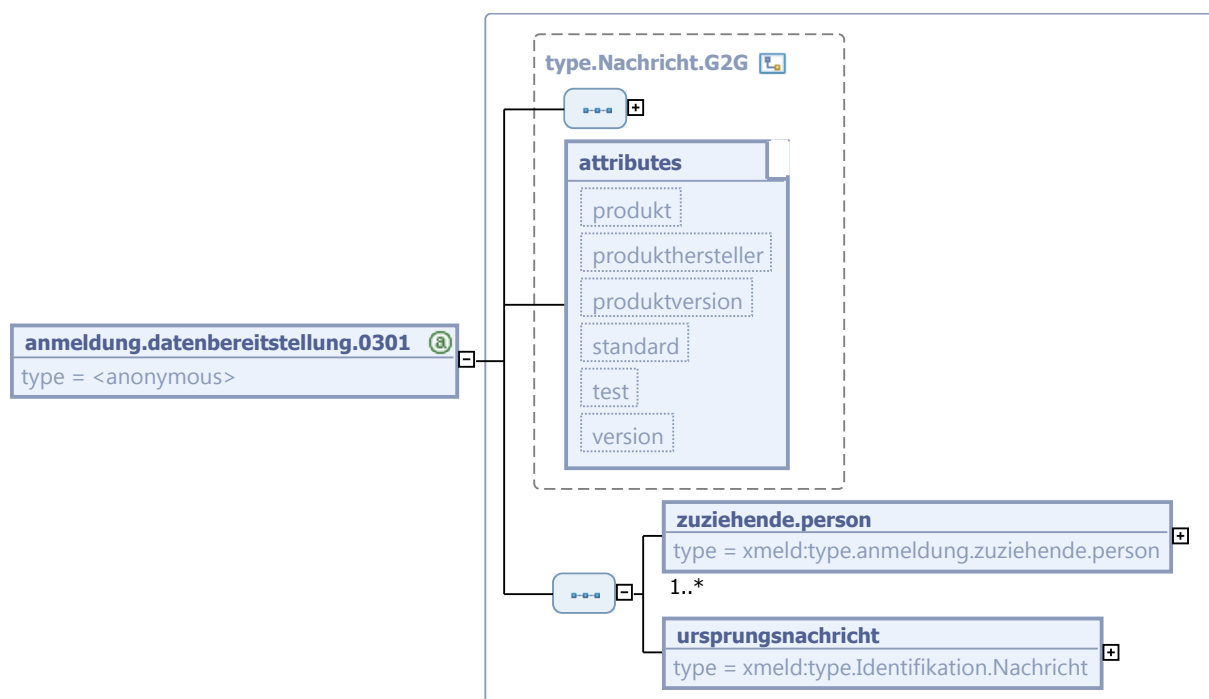 type.Nachricht.G2G
attributes
produkt
produkthersteller
produktversion
standard
test
version
anmeldung.datenbereitstellung.0301
type = <anonymous>
zuziehende.person
type = xmeld:type.anmeldung.zuziehende.person
1..*
ursprungsnachricht
type = xmeld:type.Identifikation.Nachricht